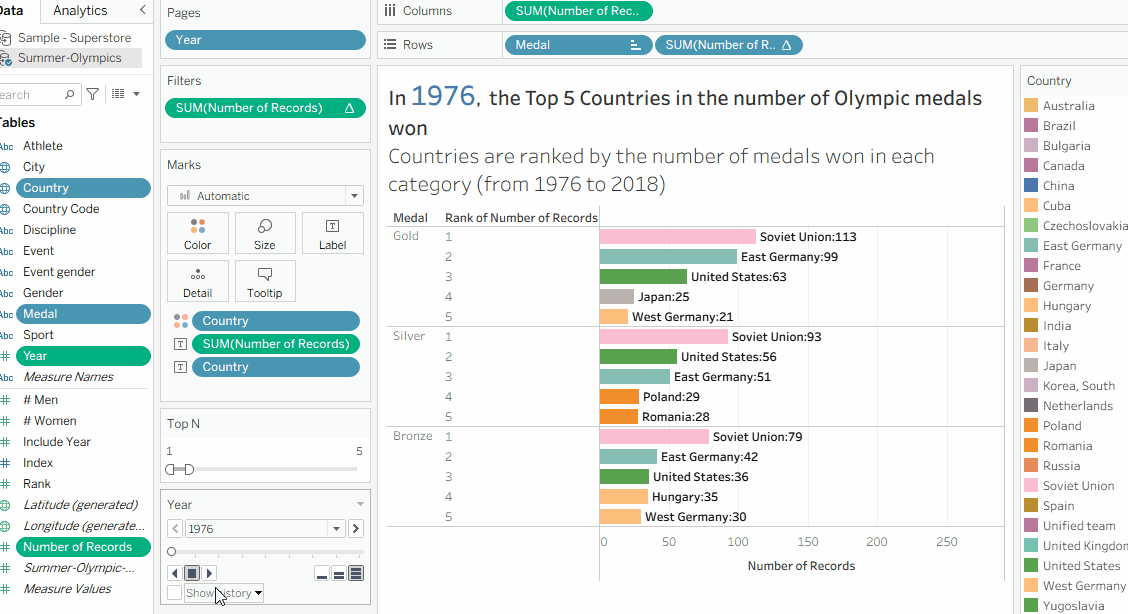 Data
Analytics
Sample - Superstore
Summer-Olympics
Search
Tables
Abc Athlete
City
Country
Country Code
Abc Discipline
Abc Event
Abc Event gender
Abc Gender
Medal
Abc Sport
# Year
Abc Measure Names
# # Men
# # Women
# Include Year
# Index
# Rank
Latitude (generated)
Longitude (generate...
# Number of Records
# Summer-Olympic-...
# Measure Values
Pages
Year
Filters
SUM(Number of Records) Δ
Marks
Automatic
Color
Size
T
Label
Detail
Tooltip
Country
T SUM(Number of Records)
T Country
Top N
1 5
Year
1976
Show history
Columns
SUM(Number of Rec..
Rows
Medal
SUM(Number of R.. Δ
In 1976, the Top 5 Countries in the number of Olympic medals
won
Countries are ranked by the number of medals won in each
category (from 1976 to 2018)
Medal Rank of Number of Records
Gold 1 Soviet Union:113
2 East Germany:99
3 United States:63
4 Japan:25
5 West Germany:21
Silver 1 Soviet Union:93
2 United States:56
3 East Germany:51
4 Poland:29
5 Romania:28
Bronze 1 Soviet Union:79
2 East Germany:42
3 United States:36
4 Hungary:35
5 West Germany:30
0 50 100 150 200 250
Number of Records
Country
Australia
Brazil
Bulgaria
Canada
China
Cuba
Czechoslovakia
East Germany
France
Germany
Hungary
India
Italy
Japan
Korea, South
Netherlands
Poland
Romania
Russia
Soviet Union
Spain
Unified team
United Kingdom
United States
West Germany
Yugoslavia